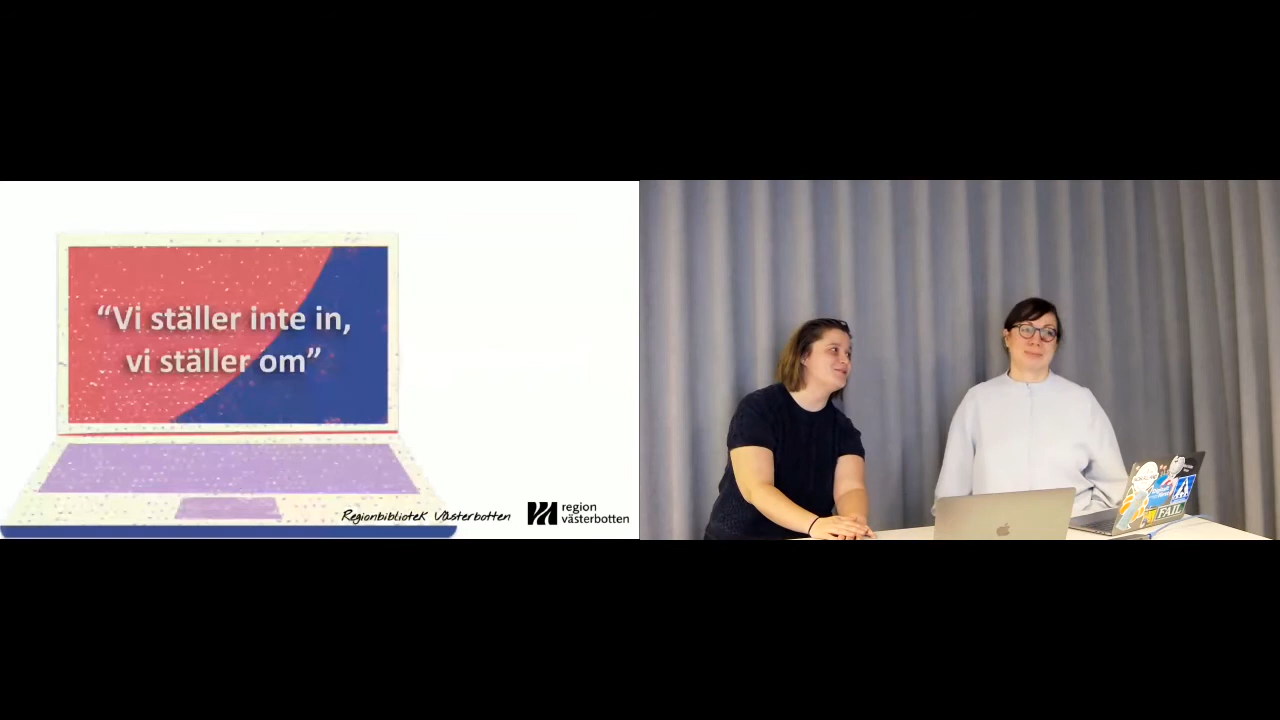 “Vi ställer inte in,
vi ställer om”
Regionbibliotek Västerbotten
region
västerbotten
FAIL